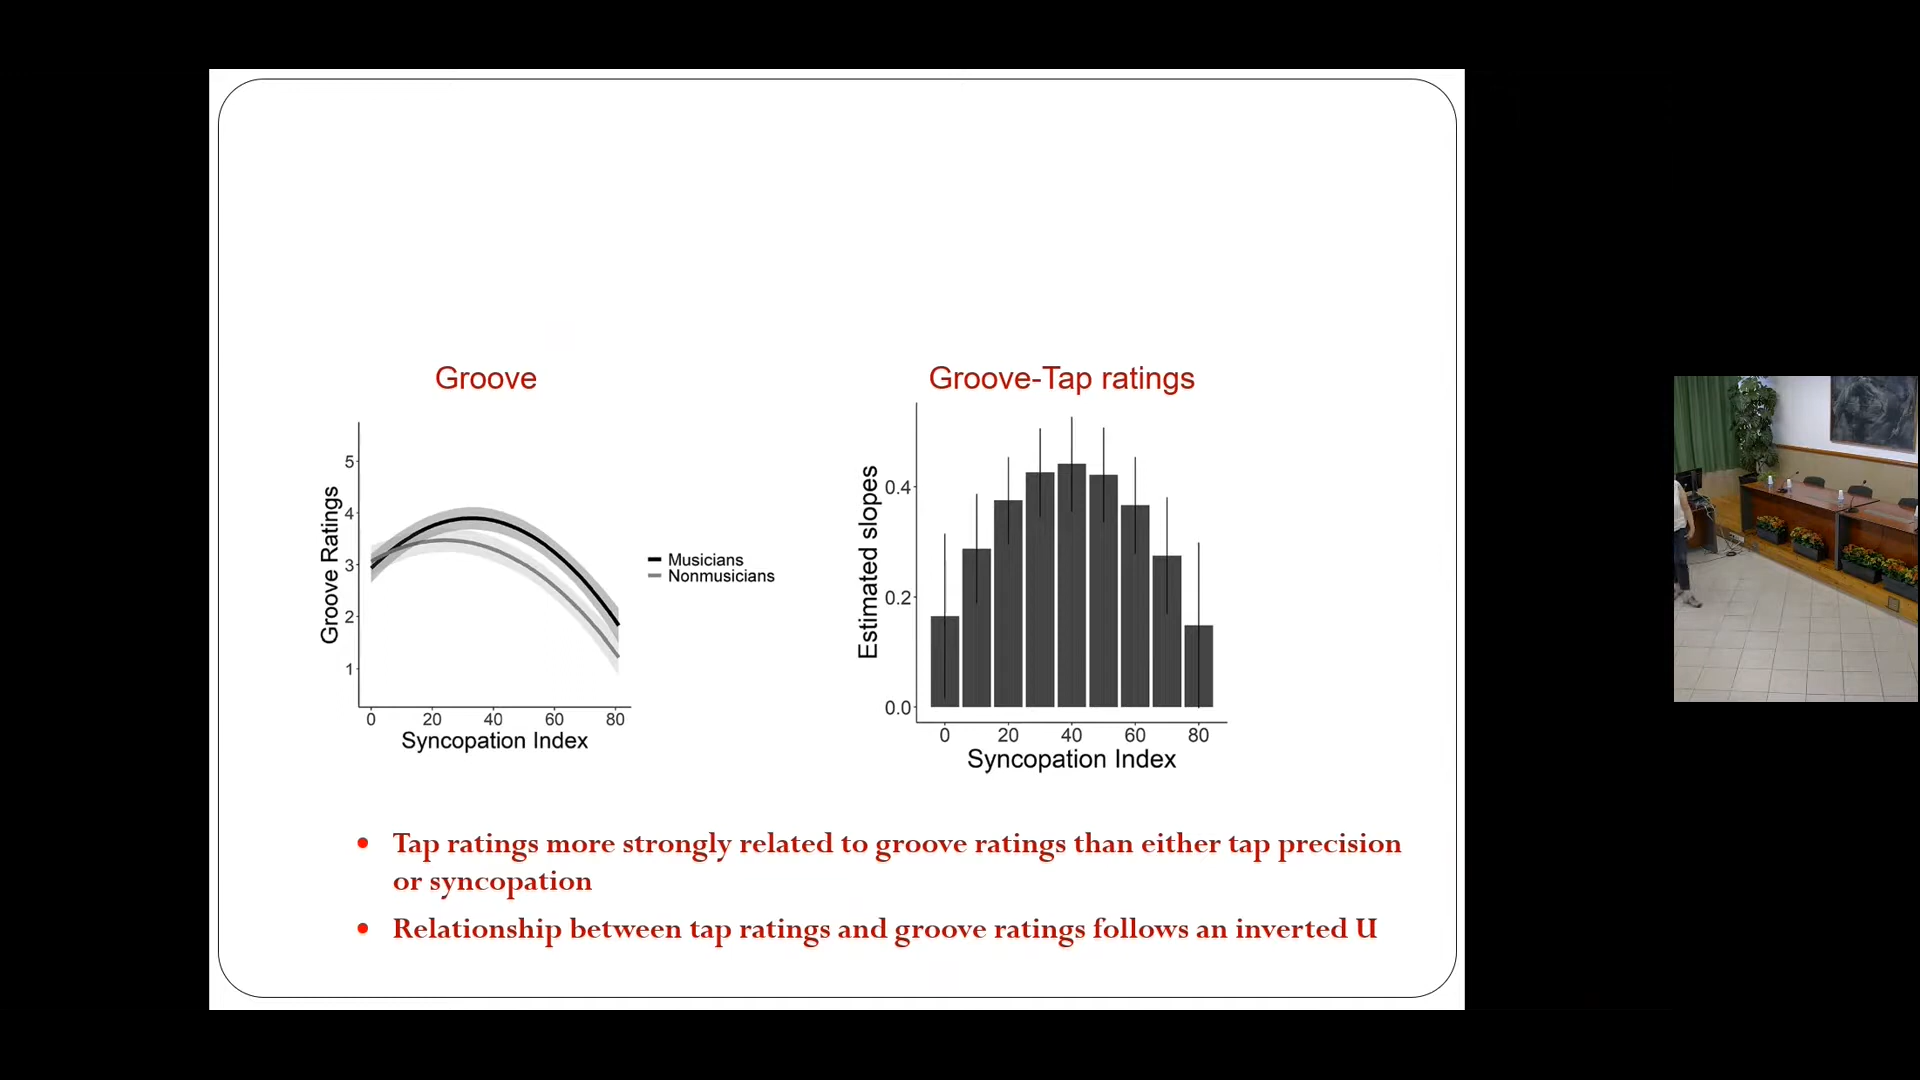 Groove
Groove-Tap ratings
Groove Ratings
5
4
3
2
1
0 20 40 60 80
Syncopation Index
Musicians
Nonmusicians
Estimated slopes
0.4
0.2
0.0
0 20 40 60 80
Syncopation Index
• Tap ratings more strongly related to groove ratings than either tap precision
or syncopation
• Relationship between tap ratings and groove ratings follows an inverted U